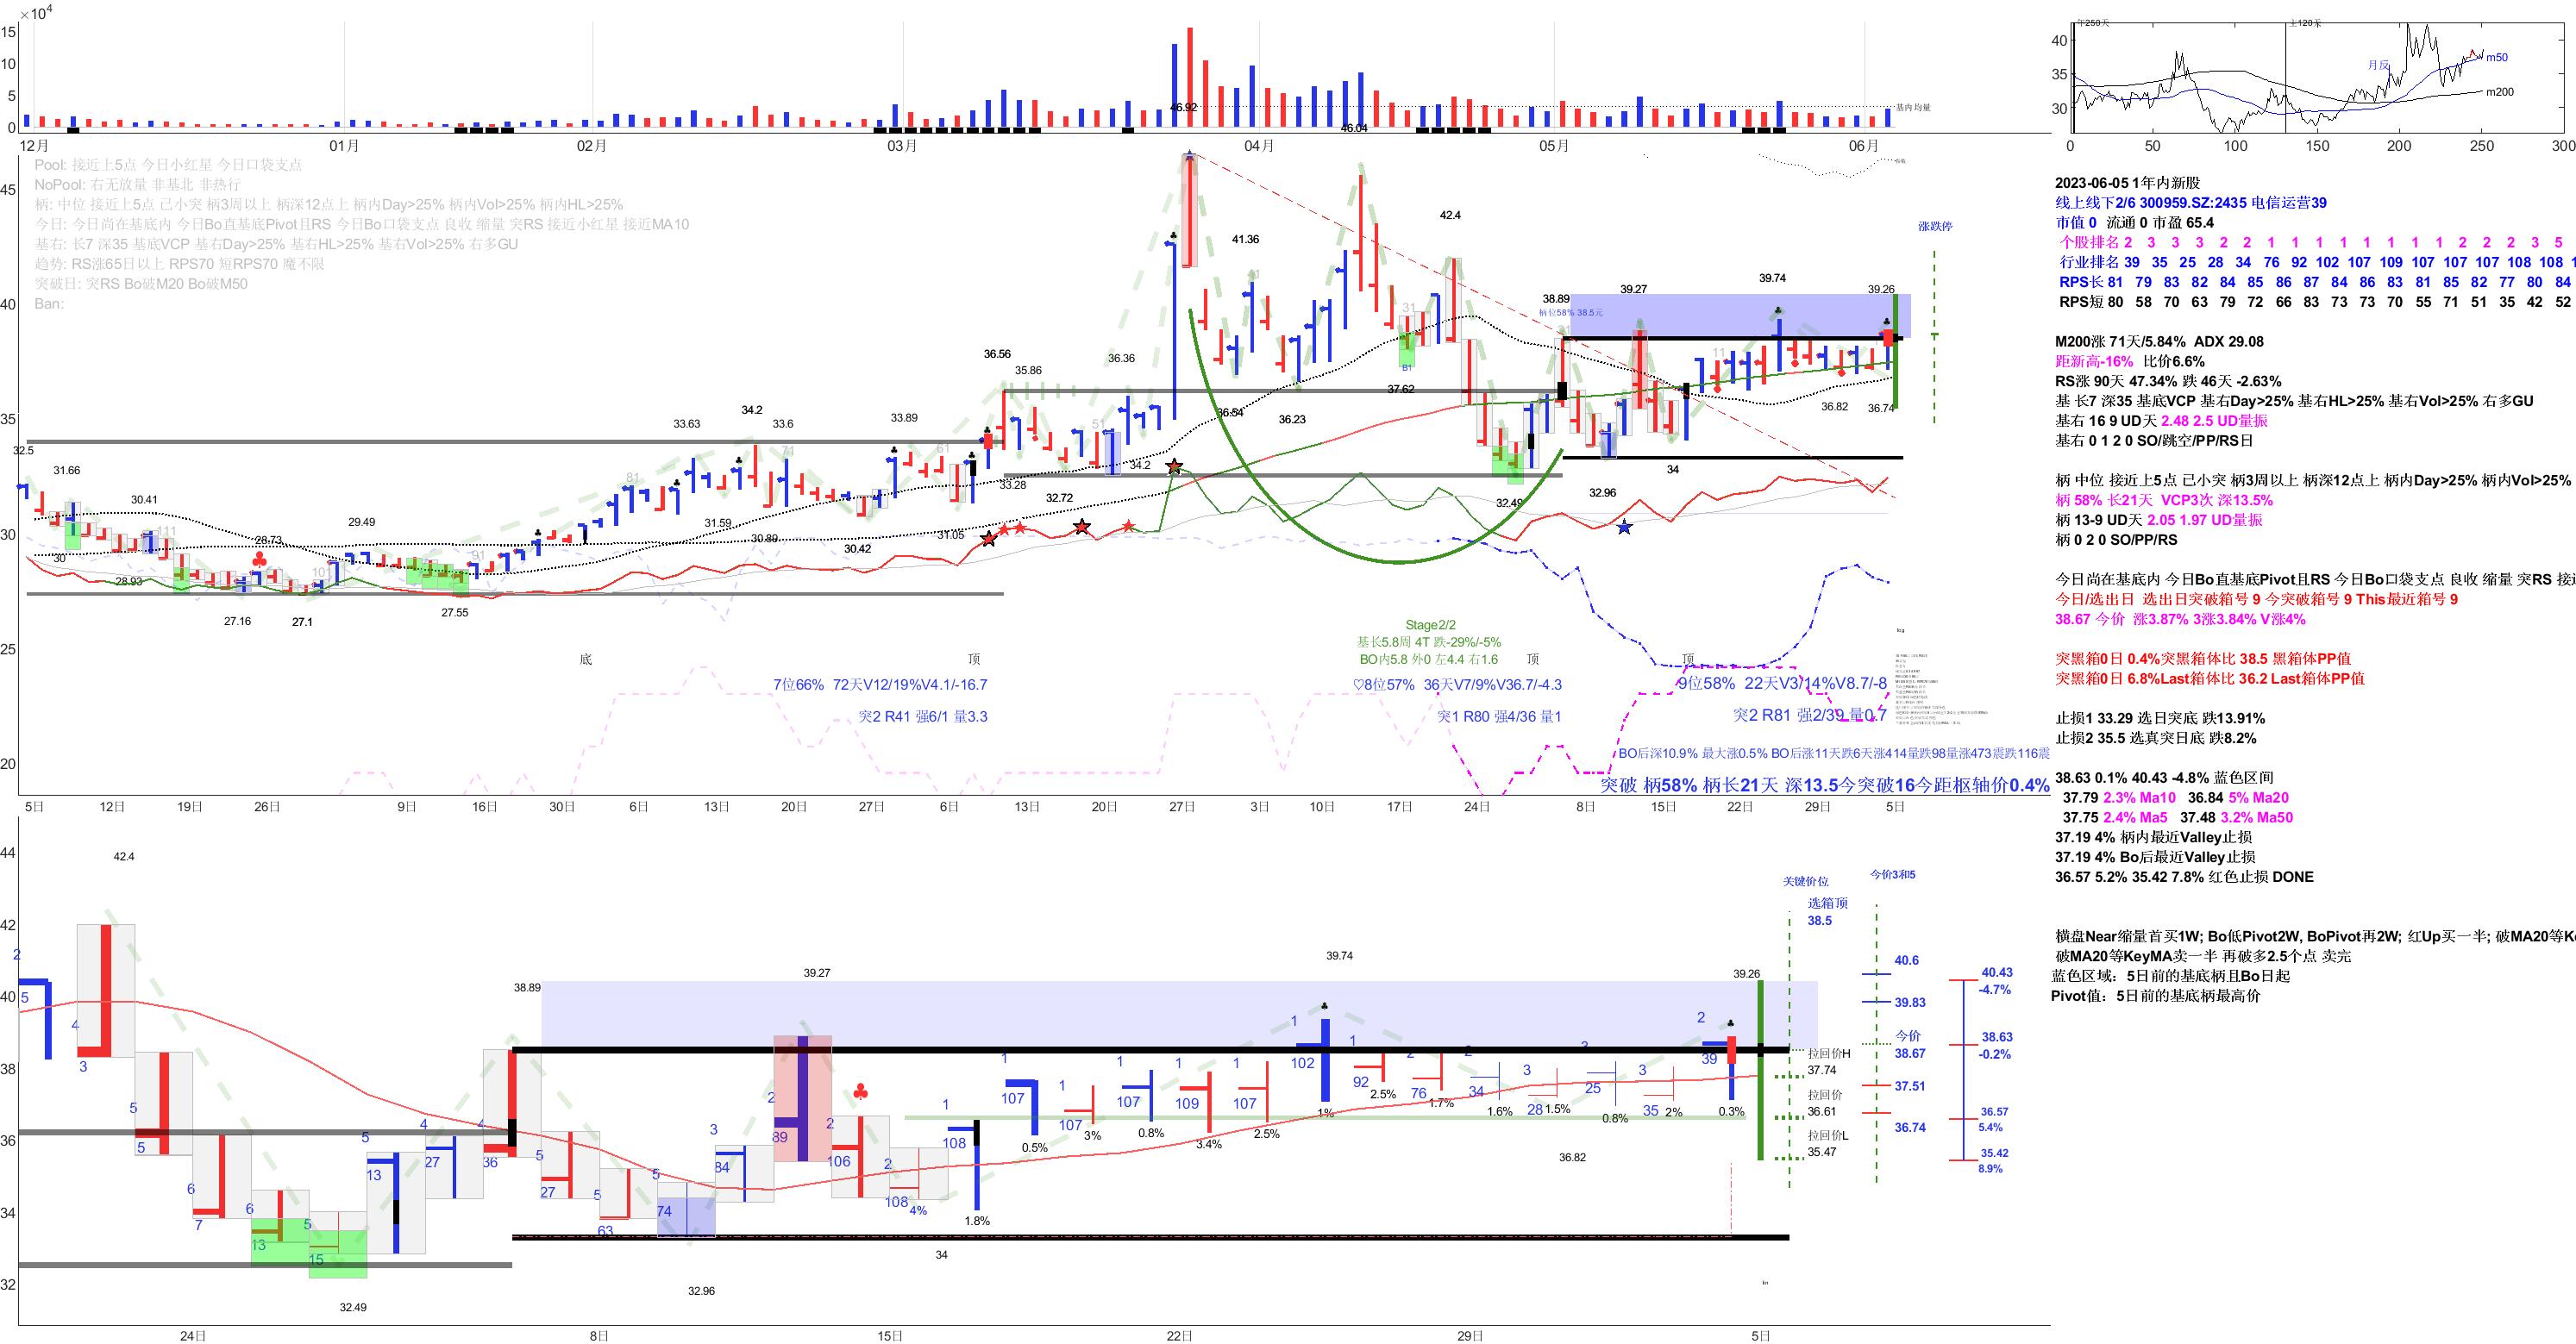 ×10⁴
15
10
5
0
46.92
46.04
基内均量
12月 01月 02月 03月 04月 05月 06月
Pool: 接近上5点 今日小红星 今日口袋支点
NoPool: 右无放量 非基北 非热行
柄: 中位 接近上5点 己小突 柄3周以上 柄深12点上 柄内Day>25% 柄内Vol>25% 柄内HL>25%
今日: 今日尚在基底内 今日Bo直基底Pivot且RS 今日Bo口袋支点 良收 缩量 突RS 接近小红星 接近MA10
基右: 长7 深35 基底VCP 基右Day>25% 基右HL>25% 基右Vol>25% 右多GU
趋势: RS涨65日以上 RPS70 短RPS70 魔不限
突破日: 突RS Bo破M20 Bo破M50
Ban:
45
40
35
30
25
20
32.5
31.66
30
30.41
28.93
111
27.16
28.73
27.1
101
29.49
27.55
91
81
33.63
31.59
34.2
30.89
33.6
71
30.42
33.89
61
31.05
36.56
33.28
35.86
32.72
51
36.36
34.2
41.36
41
36.54
36.23
37.62
31
B1
42.4
32.49
38.89
柄位58% 38.5元
32.96
39.27
34
11
39.74
36.82
39.26
36.74
涨跌停
底
顶
顶
顶
Stage2/2
基长5.8周 4T 跌-29%/-5%
BO内5.8 外0 左4.4 右1.6
7位66% 72天V12/19%V4.1/-16.7
突2 R41 强6/1 量3.3
♡8位57% 36天V7/9%V36.7/-4.3
突1 R80 强4/36 量1
9位58% 22天V3/14%V8.7/-8
突2 R81 强2/39 量0.7
BO后深10.9% 最大涨0.5% BO后涨11天跌6天涨414量跌98量涨473震跌116震
突破 柄58% 柄长21天 深13.5今突破16今距枢轴价0.4%
5日 12日 19日 26日 9日 16日 30日 6日 13日 20日 27日 6日 13日 20日 27日 3日 10日 17日 24日 8日 15日 22日 29日 5日
44
42
40
38
36
34
32
42.4
38.89
39.27
39.74
39.26
32.49
32.96
34
36.82
2
5
4
3
5
5
6
7
6
13
5
15
5
13
4
27
4
36
5
27
5
63
5
74
3
84
2
89
2
106
2
108
4%
1
108
1.8%
1
107
0.5%
1
107
3%
1
107
0.8%
1
109
3.4%
1
107
2.5%
1
102
1%
1
92
2.5%
2
76
1.7%
2
34
1.6%
3
28
1.5%
3
25
0.8%
3
35
2%
2
39
0.3%
关键价位
选箱顶
38.5
拉回价H
37.74
拉回价
36.61
拉回价L
35.47
今价3和5
40.6
39.83
今价
38.67
37.51
36.74
40.43
-4.7%
38.63
-0.2%
36.57
5.4%
35.42
8.9%
24日 8日 15日 22日 29日 5日
年250天
上120天
40
35
30
月反
m50
m200
0 50 100 150 200 250 300
2023-06-05 1年内新股
线上线下2/6 300959.SZ:2435 电信运营39
市值 0 流通 0 市盈 65.4
个股排名 2 3 3 3 2 2 1 1 1 1 1 1 1 1 2 2 2 3 5
行业排名 39 35 25 28 34 76 92 102 107 109 107 107 107 108 108 1
RPS长 81 79 83 82 84 85 86 87 84 86 83 81 85 82 77 80 84
RPS短 80 58 70 63 79 72 66 83 73 73 70 55 71 51 35 42 52
M200涨 71天/5.84% ADX 29.08
距新高-16% 比价6.6%
RS涨 90天 47.34% 跌 46天 -2.63%
基 长7 深35 基底VCP 基右Day>25% 基右HL>25% 基右Vol>25% 右多GU
基右 16 9 UD天 2.48 2.5 UD量振
基右 0 1 2 0 SO/跳空/PP/RS日
柄 中位 接近上5点 己小突 柄3周以上 柄深12点上 柄内Day>25% 柄内Vol>25%
柄 58% 长21天 VCP3次 深13.5%
柄 13-9 UD天 2.05 1.97 UD量振
柄 0 2 0 SO/PP/RS
今日尚在基底内 今日Bo直基底Pivot且RS 今日Bo口袋支点 良收 缩量 突RS 接
今日/选出日 选出日突破箱号 9 今突破箱号 9 This最近箱号 9
38.67 今价 涨3.87% 3涨3.84% V涨4%
突黑箱0日 0.4%突黑箱体比 38.5 黑箱体PP值
突黑箱0日 6.8%Last箱体比 36.2 Last箱体PP值
止损1 33.29 选日突底 跌13.91%
止损2 35.5 选真突日底 跌8.2%
38.63 0.1% 40.43 -4.8% 蓝色区间
37.79 2.3% Ma10 36.84 5% Ma20
37.75 2.4% Ma5 37.48 3.2% Ma50
37.19 4% 柄内最近Valley止损
37.19 4% Bo后最近Valley止损
36.57 5.2% 35.42 7.8% 红色止损 DONE
横盘Near缩量首买1W; Bo低Pivot2W, BoPivot再2W; 红Up买一半; 破MA20等Ke
破MA20等KeyMA卖一半 再破多2.5个点 卖完
蓝色区域：5日前的基底柄且Bo日起
Pivot值：5日前的基底柄最高价